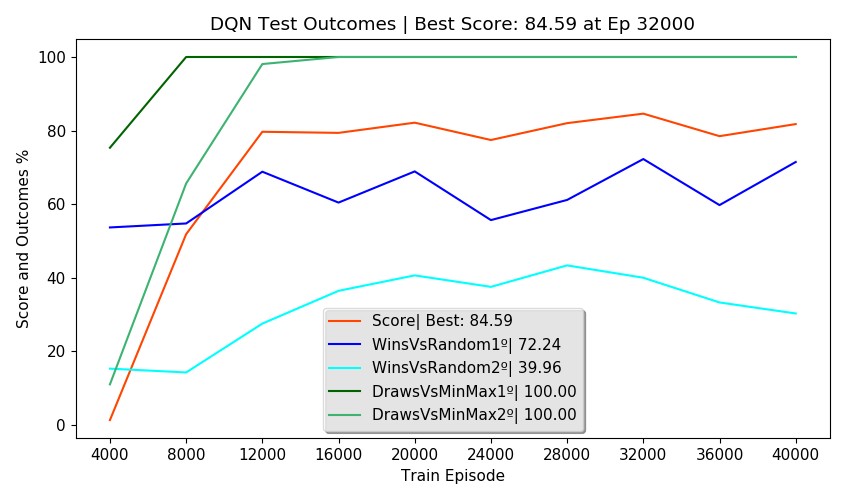 DQN Test Outcomes | Best Score: 84.59 at Ep 32000
Score and Outcomes %
100
80
60
40
20
0
Score| Best: 84.59
WinsVsRandom1º| 72.24
WinsVsRandom2º| 39.96
DrawsVsMinMax1º| 100.00
DrawsVsMinMax2º| 100.00
4000 8000 12000 16000 20000 24000 28000 32000 36000 40000
Train Episode